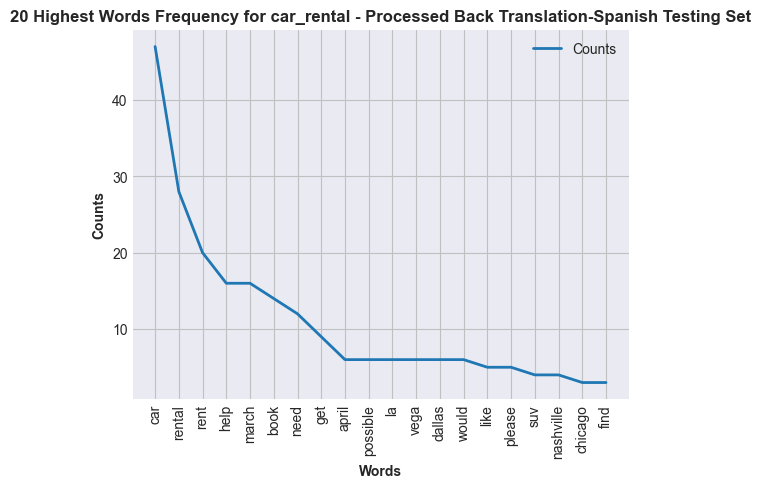 20 Highest Words Frequency for car_rental - Processed Back Translation-Spanish Testing Set
Counts
40
30
20
10
Counts
car
rental
rent
help
march
book
need
get
april
possible
la
vega
dallas
would
like
please
suv
nashville
chicago
find
Words